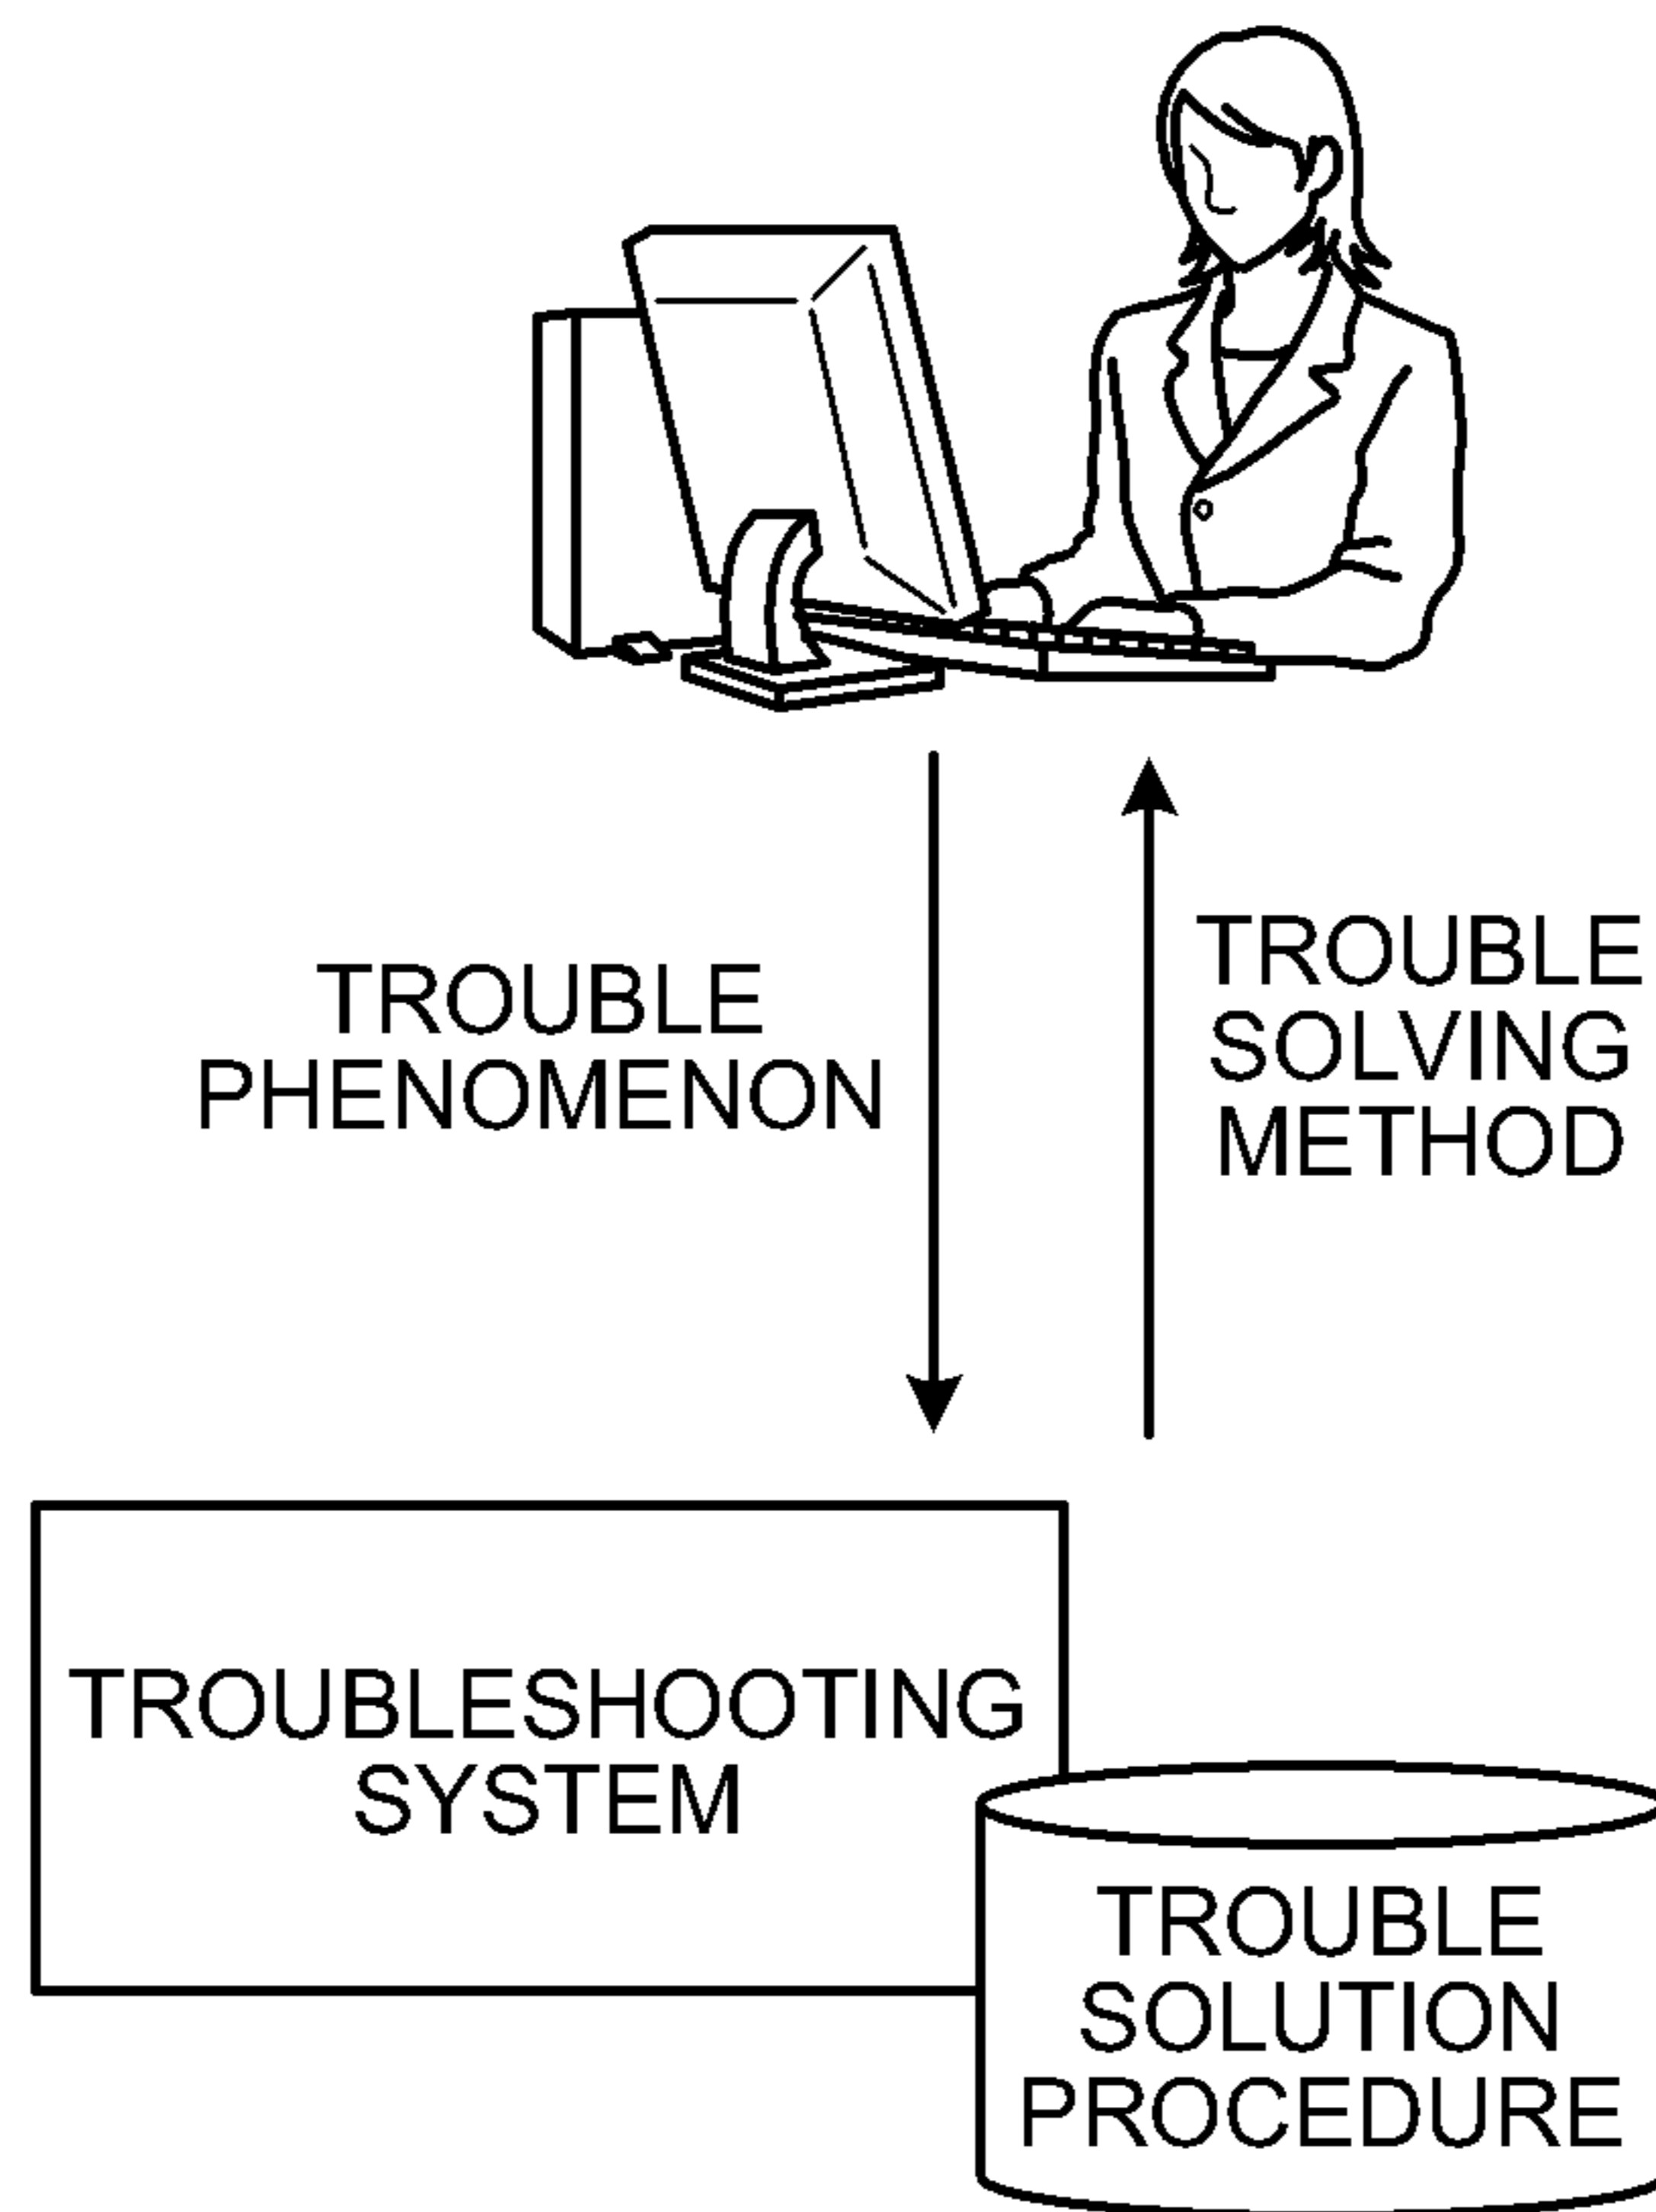 TROUBLE
PHENOMENON
TROUBLE
SOLVING
METHOD
TROUBLESHOOTING
SYSTEM
TROUBLE
SOLUTION
PROCEDURE